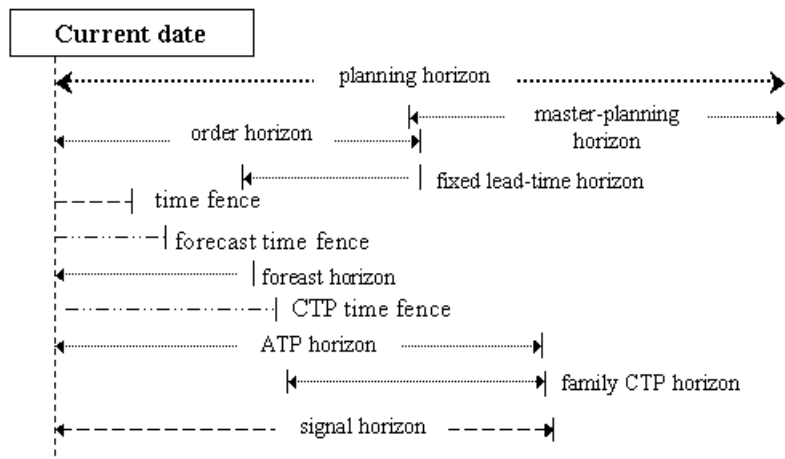 Current date
planning horizon
master-planning
horizon
order horizon
fixed lead-time horizon
time fence
forecast time fence
foreast horizon
CTP time fence
ATP horizon
family CTP horizon
signal horizon